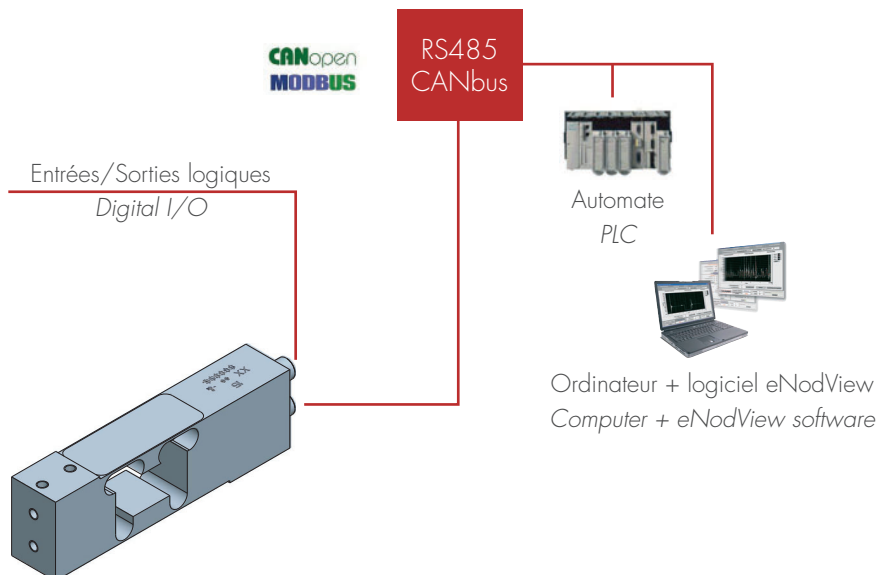 CANopen
MODBUS
RS485
CANbus
Entrées/Sorties logiques
Digital I/O
Automate
PLC
Ordinateur + logiciel eNodView
Computer + eNodView software